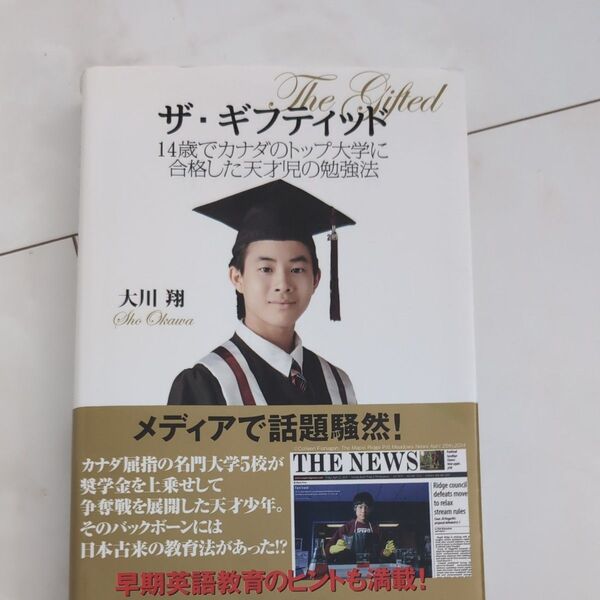 The Gifted
ザ・ギフティッド
14歳でカナダのトップ大学に
合格した天才児の勉強法
大川 翔
Sho Okawa
メディアで話題騒然!
カナダ屈指の名門大学5校が
奨学金を上乗せして
争奪戦を展開した天才少年。
そのバックボーンには
日本古来の教育法があった!?
THE NEWS
Ridge council
defeats move
to relax
stream rules
早期英語教育のヒントも満載!